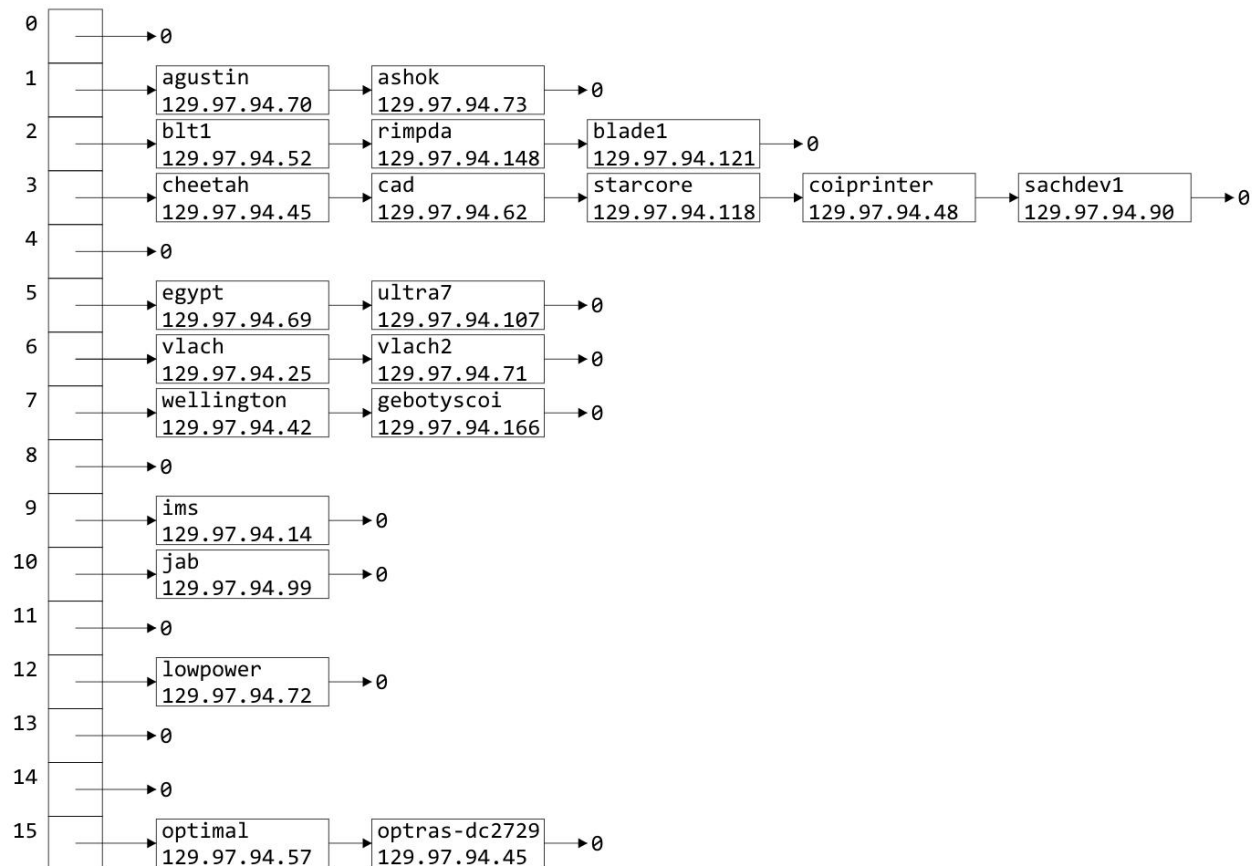 0
0
1
agustin
129.97.94.70
ashok
129.97.94.73
0
2
blt1
129.97.94.52
rimpda
129.97.94.148
blade1
129.97.94.121
0
3
cheetah
129.97.94.45
cad
129.97.94.62
starcore
129.97.94.118
coiprinter
129.97.94.48
sachdev1
129.97.94.90
0
4
0
5
egypt
129.97.94.69
ultra7
129.97.94.107
0
6
vlach
129.97.94.25
vlach2
129.97.94.71
0
7
wellington
129.97.94.42
gebotyscoi
129.97.94.166
0
8
0
9
ims
129.97.94.14
0
10
jab
129.97.94.99
0
11
0
12
lowpower
129.97.94.72
0
13
0
14
0
15
optimal
129.97.94.57
optras-dc2729
129.97.94.45
0